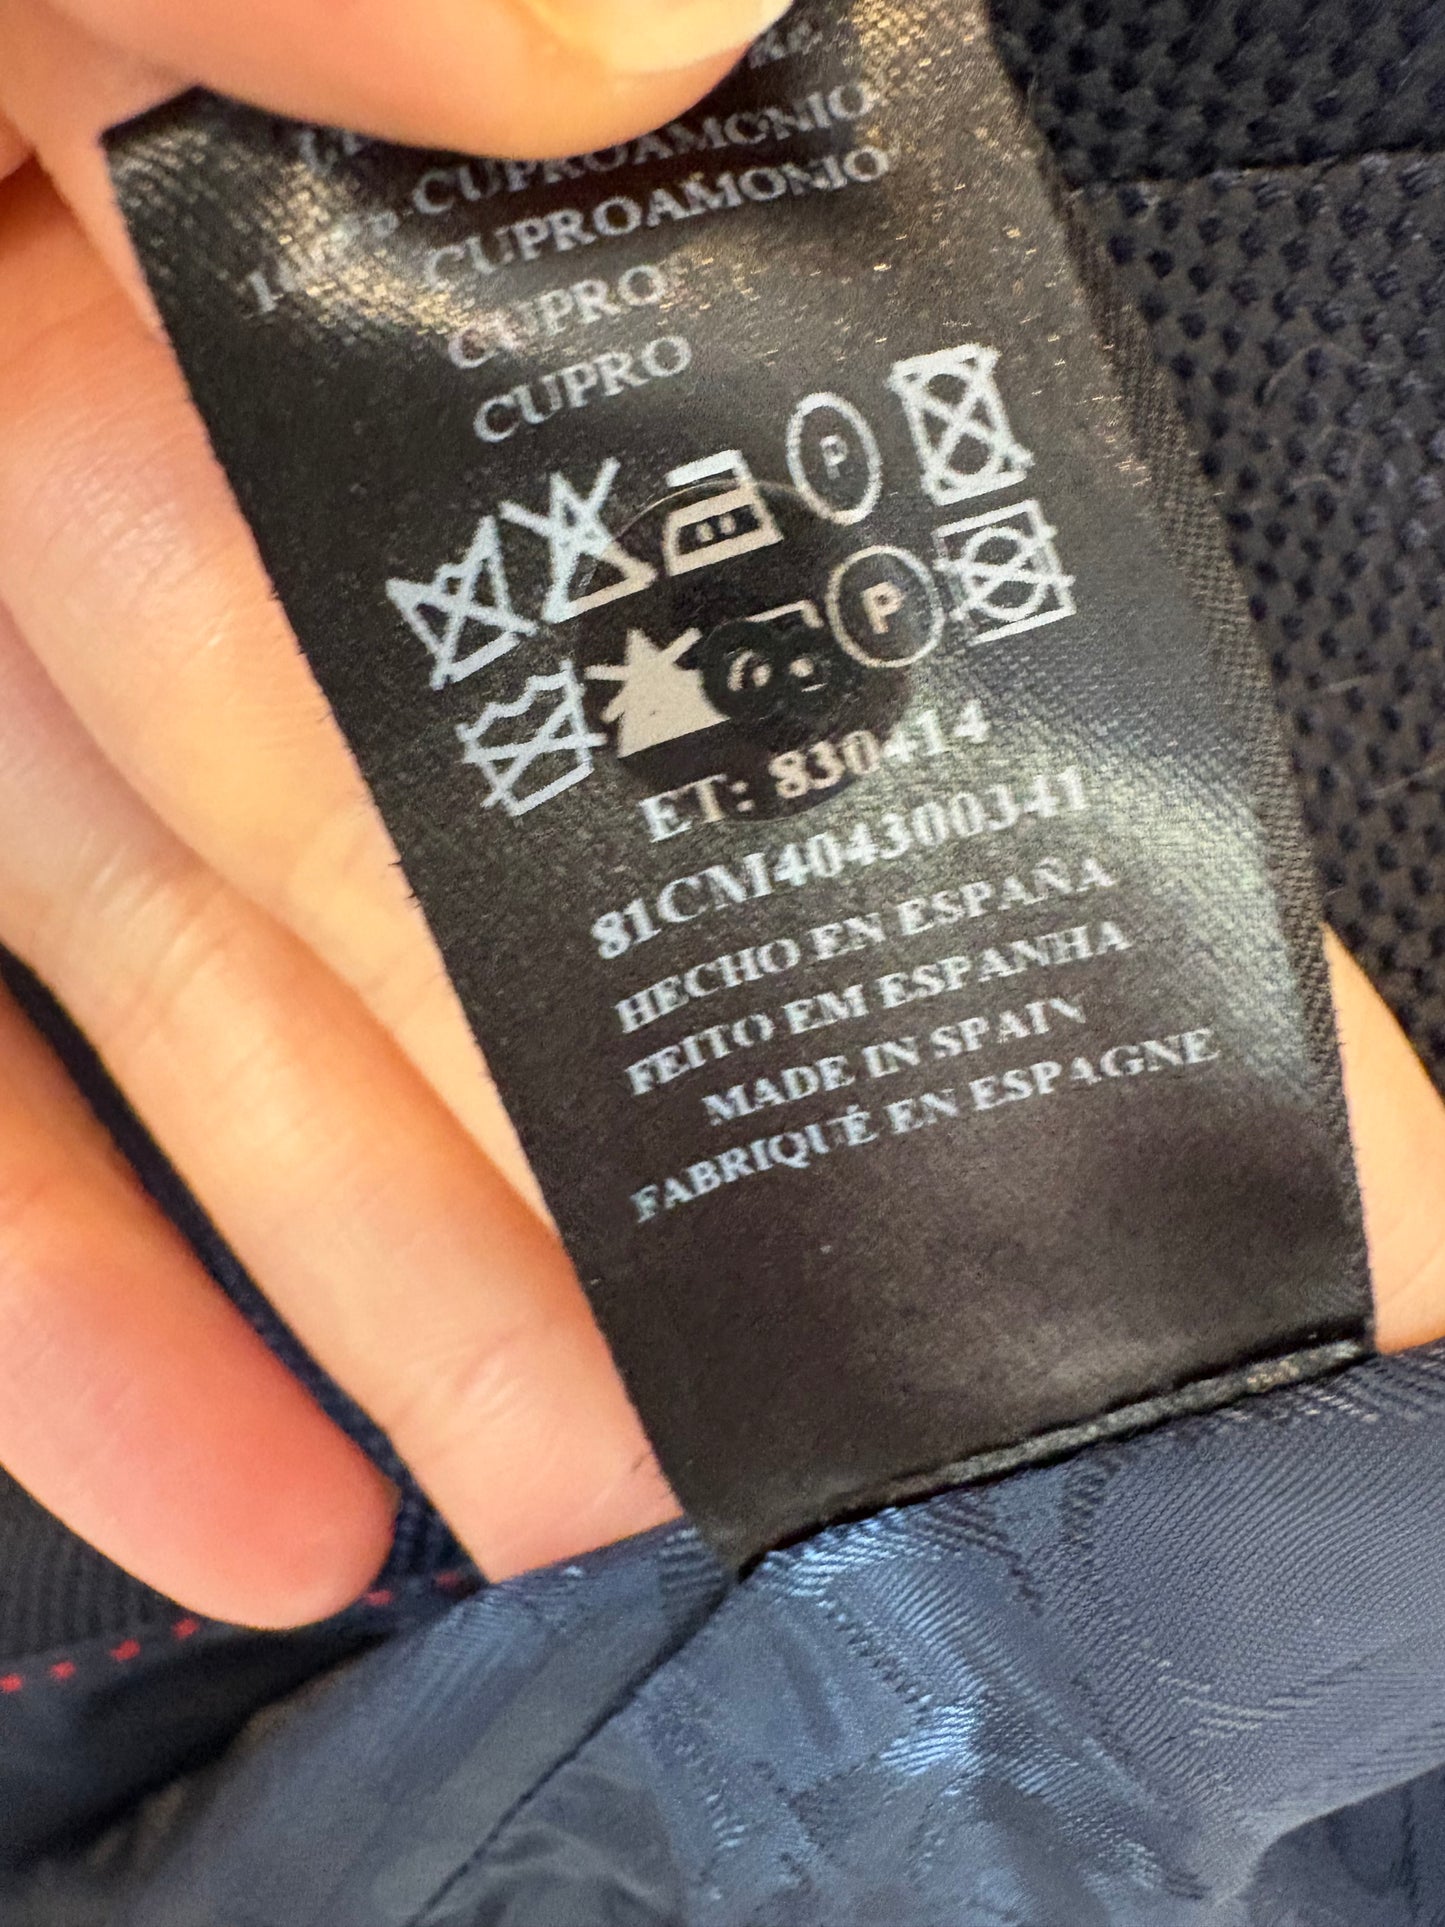 CUPROAMONIO
CUPROAMONIO
CUPRO
CUPRO
P
P
ET: 830414
81CM404300341
HECHO EN ESPAÑA
FEITO EM ESPANHA
MADE IN SPAIN
FABRIQUÉ EN ESPAGNE